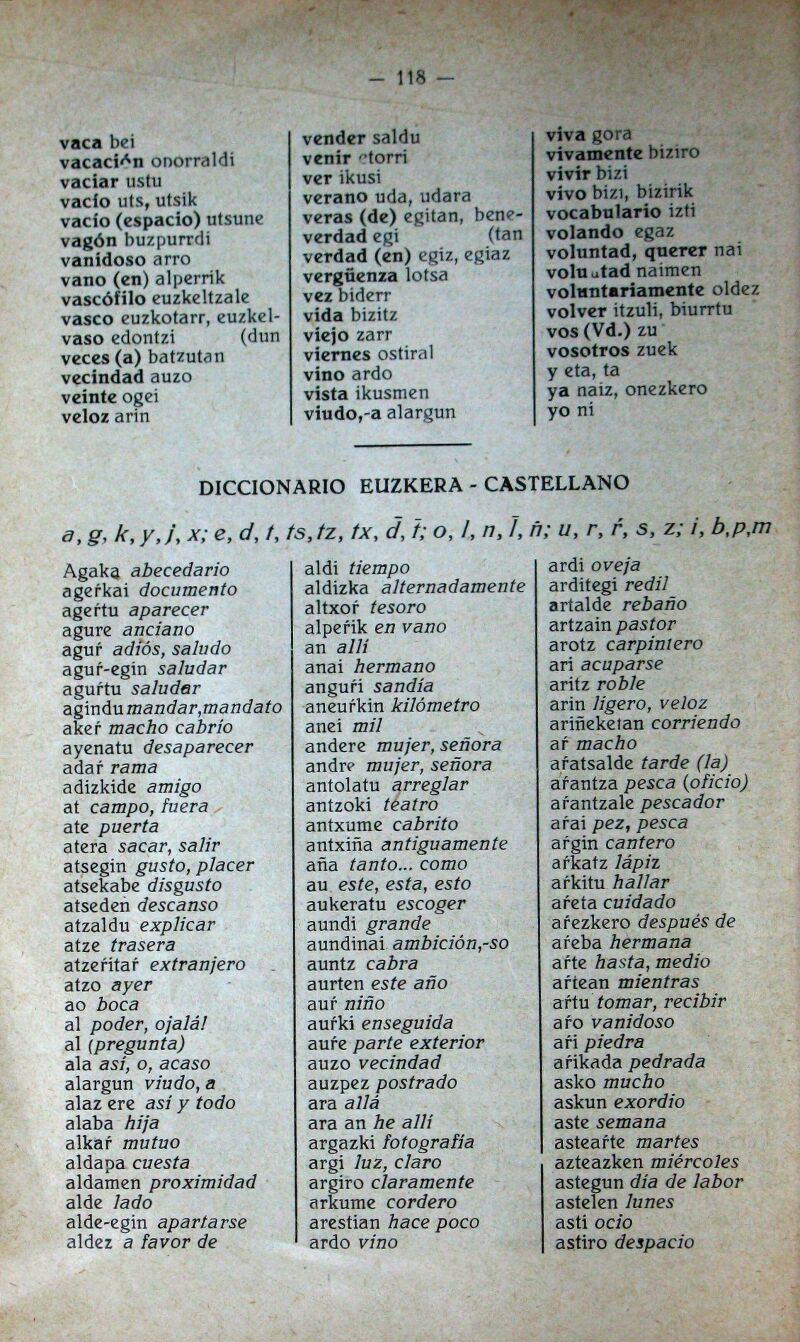 — 118 —
vaca bei
vacación onorraldi
vaciar ustu
vacío uts, utsik
vacío (espacio) utsune
vagón buzpurrdi
vanidoso arro
vano (en) alperrik
vascófilo euzkeltzale
vasco euzkotarr, euzkel-
vaso edontzi (dun
veces (a) batzutan
vecindad auzo
veinte ogei
veloz arin
vender saldu
venir etorri
ver ikusi
verano uda, udara
veras (de) egitan, bene-
verdad egi (tan
verdad (en) egiz, egiaz
vergüenza lotsa
vez biderr
vida bizitz
viejo zarr
viernes ostiral
vino ardo
vista ikusmen
viudo,-a alargun
viva gora
vivamente biziro
vivir bizi
vivo bizi, bizirik
vocabulario izti
volando egaz
voluntad, querer nai
voluntad naimen
voluntariamente oldez
volver itzuli, biurrtu
vos (Vd.) zu
vosotros zuek
y eta, ta
ya naiz, onezkero
yo ni
DICCIONARIO EUZKERA - CASTELLANO
a, g, k, y, j, x; e, d, t, ts, tz, tx, d̄, t̄; o, l, n, l̄, ñ; u, r, ŕ, s, z; i, b,p,m
Agaka abecedario
ageŕkai documento
ageŕtu aparecer
agure anciano
aguŕ adiós, saludo
aguŕ-egin saludar
aguŕtu saludar
agindu mandar, mandato
akeŕ macho cabrío
ayenatu desaparecer
adaŕ rama
adizkide amigo
at campo, fuera
ate puerta
ateŕa sacar, salir
atsegin gusto, placer
atsekabe disgusto
atseden descanso
atzaldu explicar
atze trasera
atzeŕitaŕ extranjero
atzo ayer
ao boca
al poder, ojalá!
al (pregunta)
ala así, o, acaso
alargun viudo, a
alaz ere así y todo
alaba hija
alkaŕ mutuo
aldapa cuesta
aldamen proximidad
alde lado
alde-egin apartarse
aldez a favor de
aldi tiempo
aldizka alternadamente
altxoŕ tesoro
alpeŕik en vano
an allí
anai hermano
anguŕi sandía
aneuŕkin kilómetro
anei mil
andere mujer, señora
andre mujer, señora
antolatu arreglar
antzoki teatro
antxume cabrito
antxiña antiguamente
aña tanto... como
au este, esta, esto
aukeratu escoger
aundi grande
aundinai ambición,-so
auntz cabra
aurten este año
auŕ niño
auŕki enseguida
auŕe parte exterior
auzo vecindad
auzpez postrado
ara allá
ara an he allí
argazki fotografía
argi luz, claro
argiro claramente
arkume cordero
arestian hace poco
ardo vino
ardi oveja
arditegi redil
artalde rebaño
artzain pastor
arotz carpintero
ari acuparse
aritz roble
arin ligero, veloz
ariñeketan corriendo
aŕ macho
aŕatsalde tarde (la)
aŕantza pesca (oficio)
aŕantzale pescador
aŕai pez, pesca
aŕgin cantero
aŕkatz lápiz
aŕkitu hallar
aŕeta cuidado
aŕezkero después de
aŕeba hermana
aŕte hasta, medio
aŕtean mientras
aŕtu tomar, recibir
aŕo vanidoso
aŕi piedra
aŕikada pedrada
asko mucho
askun exordio
aste semana
asteaŕte martes
azteazken miércoles
astegun día de labor
astelen lunes
asti ocio
astiro despacio